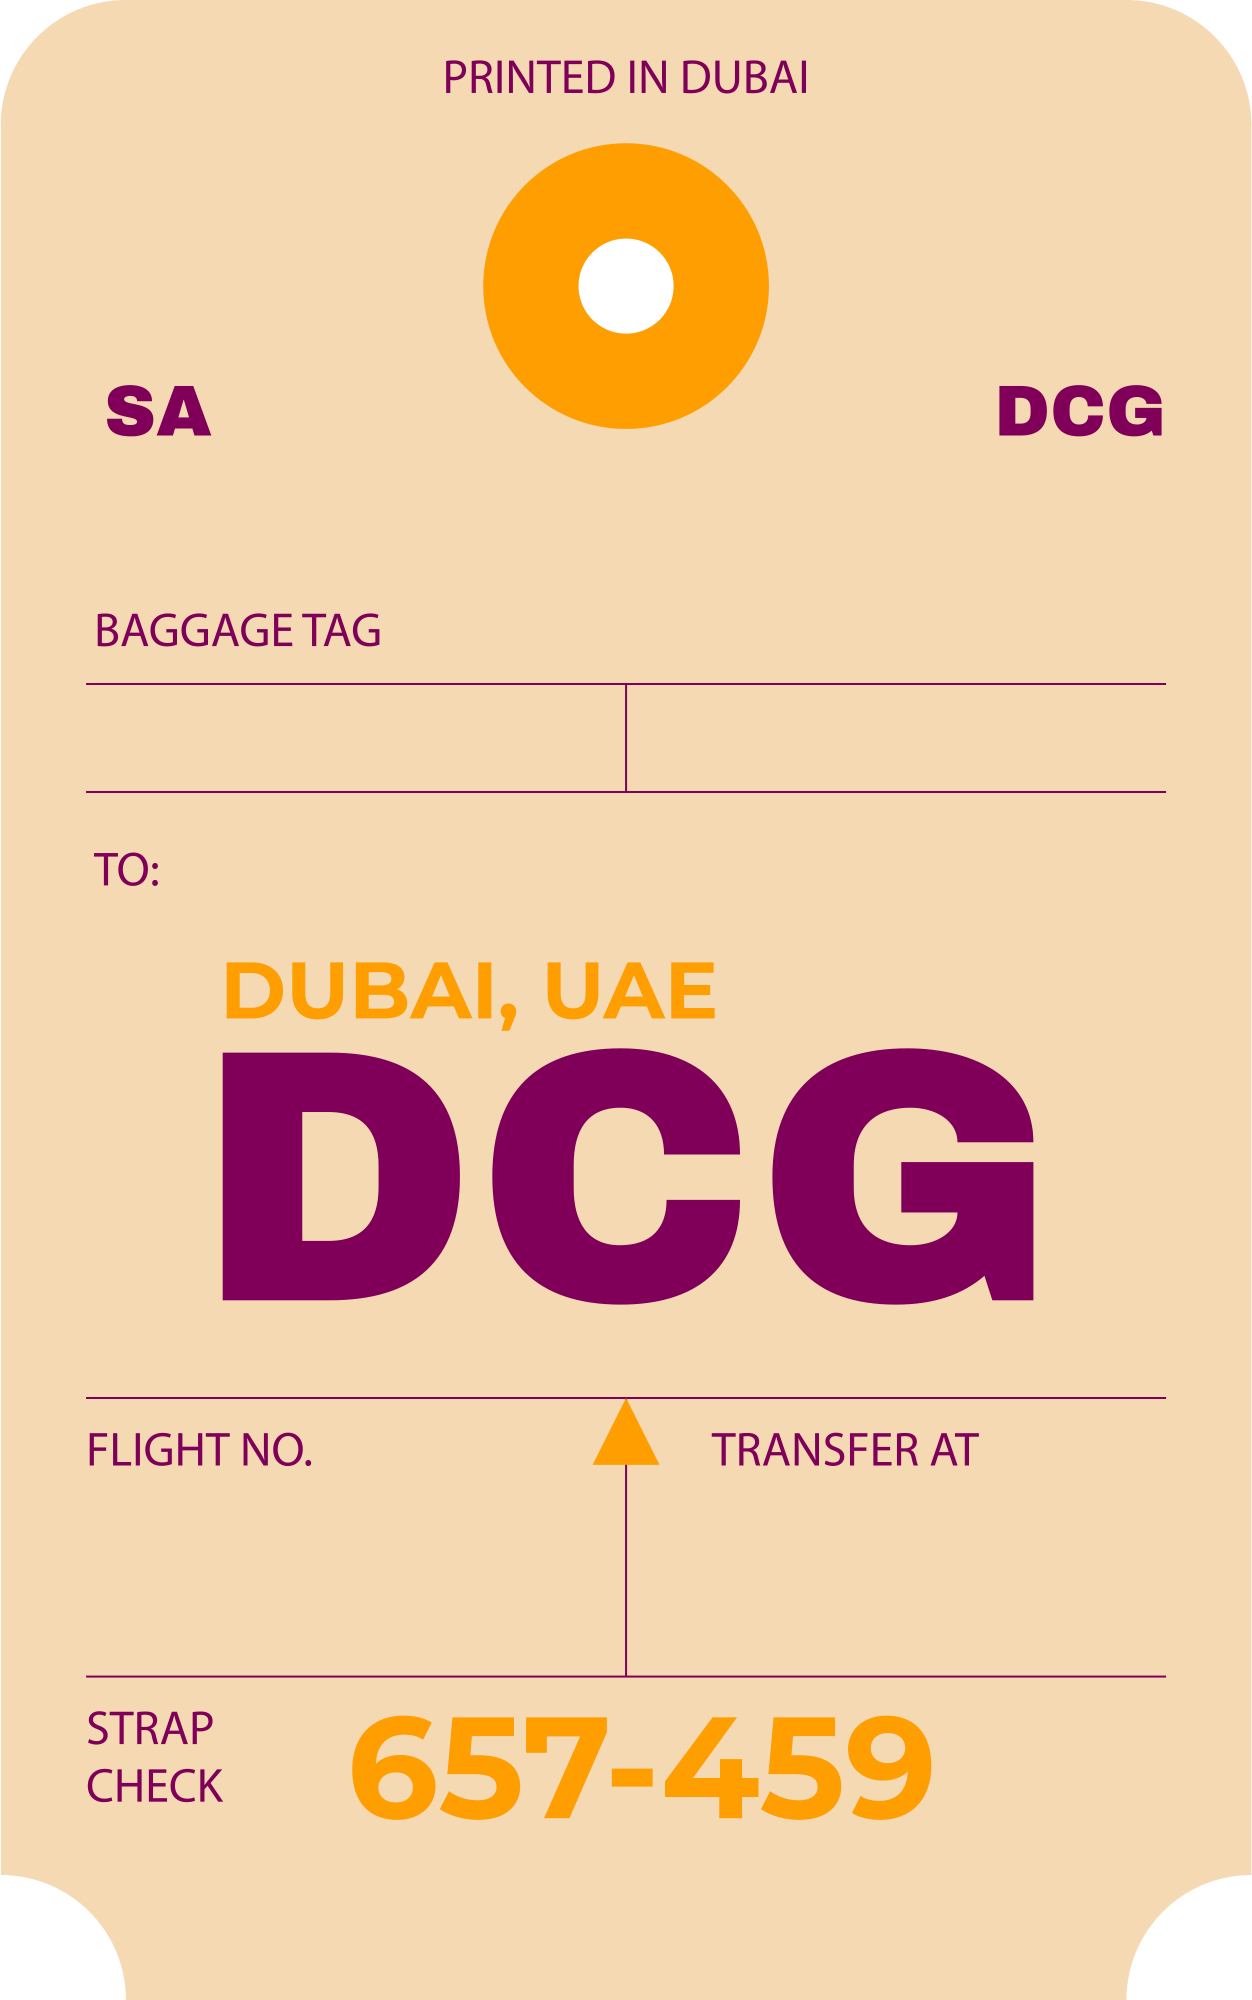 PRINTED IN DUBAI
SA
DCG
BAGGAGE TAG
TO:
DUBAI, UAE
DCG
FLIGHT NO.
TRANSFER AT
STRAP
CHECK
657-459